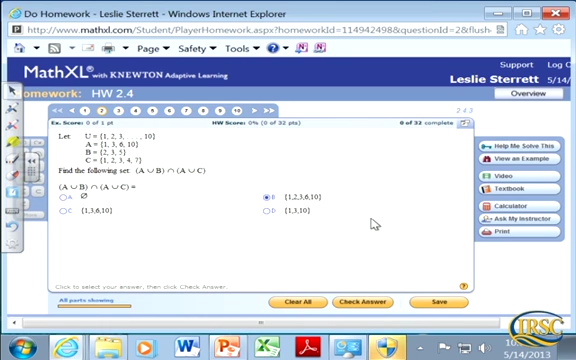 Do Homework - Leslie Sterrett - Windows Internet Explorer
http://www.mathxl.com/Student/PlayerHomework.aspx?homeworkId=114942498&questionId=2&flush
Page Safety Tools
Support Log O
MathXL with KNEWTON Adaptive Learning
Leslie Sterrett 5/14/
omework: HW 2.4
Overview
1 2 3 4 5 6 7 8 9 10
2.4.3
Ex. Score: 0 of 1 pt
HW Score: 0% (0 of 32 pts)
0 of 32 complete
Let: U = {1, 2, 3, . . . , 10}
A = {1, 3, 6, 10}
B = {2, 3, 5}
C = {1, 2, 3, 4, 7}
Find the following set: (A ∪ B) ∩ (A ∪ C)
(A ∪ B) ∩ (A ∪ C) =
A ∅
B {1,2,3,6,10}
C {1,3,6,10}
D {1,3,10}
Help Me Solve This
View an Example
Video
Textbook
Calculator
Ask My Instructor
Print
Click to select your answer, then click Check Answer.
All parts showing
Clear All
Check Answer
Save
IRSC
5/14/2013